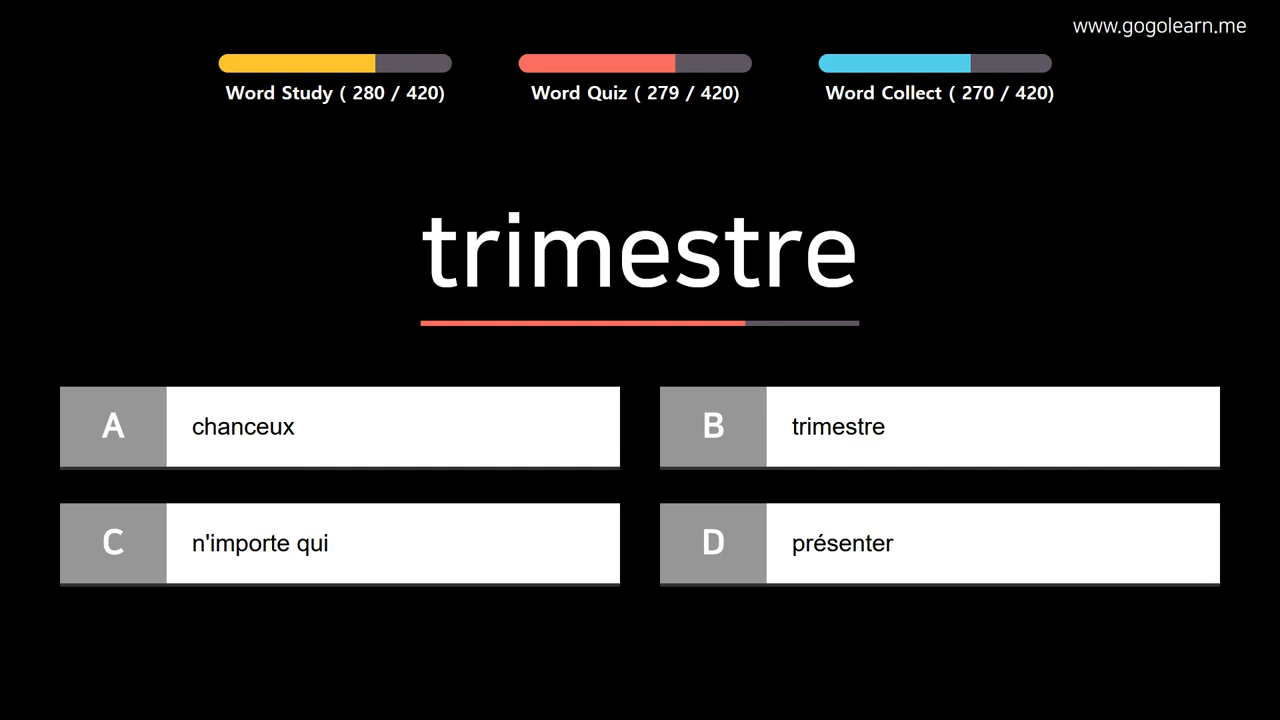 www.gogolearn.me
Word Study ( 280 / 420)
Word Quiz ( 279 / 420)
Word Collect ( 270 / 420)
trimestre
A
chanceux
B
trimestre
C
n'importe qui
D
présenter